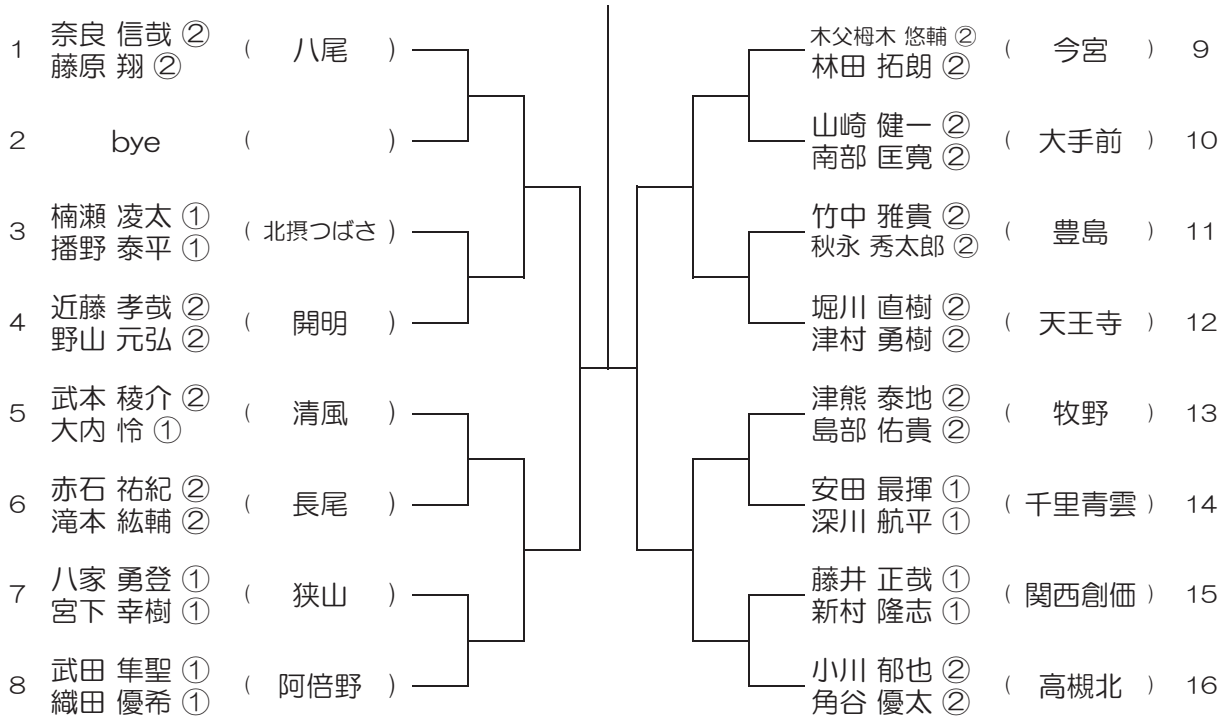 1 奈良 信哉 ② 藤原 翔 ② ( 八尾 )
2 bye ( )
3 楠瀬 凌太 ① 播野 泰平 ① ( 北摂つばさ )
4 近藤 孝哉 ② 野山 元弘 ② ( 開明 )
5 武本 稜介 ② 大内 怜 ① ( 清風 )
6 赤石 祐紀 ② 滝本 紘輔 ② ( 長尾 )
7 八家 勇登 ① 宮下 幸樹 ① ( 狭山 )
8 武田 隼聖 ① 織田 優希 ① ( 阿倍野 )
木父栂木 悠輔 ② 林田 拓朗 ② ( 今宮 ) 9
山崎 健一 ② 南部 匡寛 ② ( 大手前 ) 10
竹中 雅貴 ② 秋永 秀太郎 ② ( 豊島 ) 11
堀川 直樹 ② 津村 勇樹 ② ( 天王寺 ) 12
津熊 泰地 ② 島部 佑貴 ② ( 牧野 ) 13
安田 最揮 ① 深川 航平 ① ( 千里青雲 ) 14
藤井 正哉 ① 新村 隆志 ① ( 関西創価 ) 15
小川 郁也 ② 角谷 優太 ② ( 高槻北 ) 16